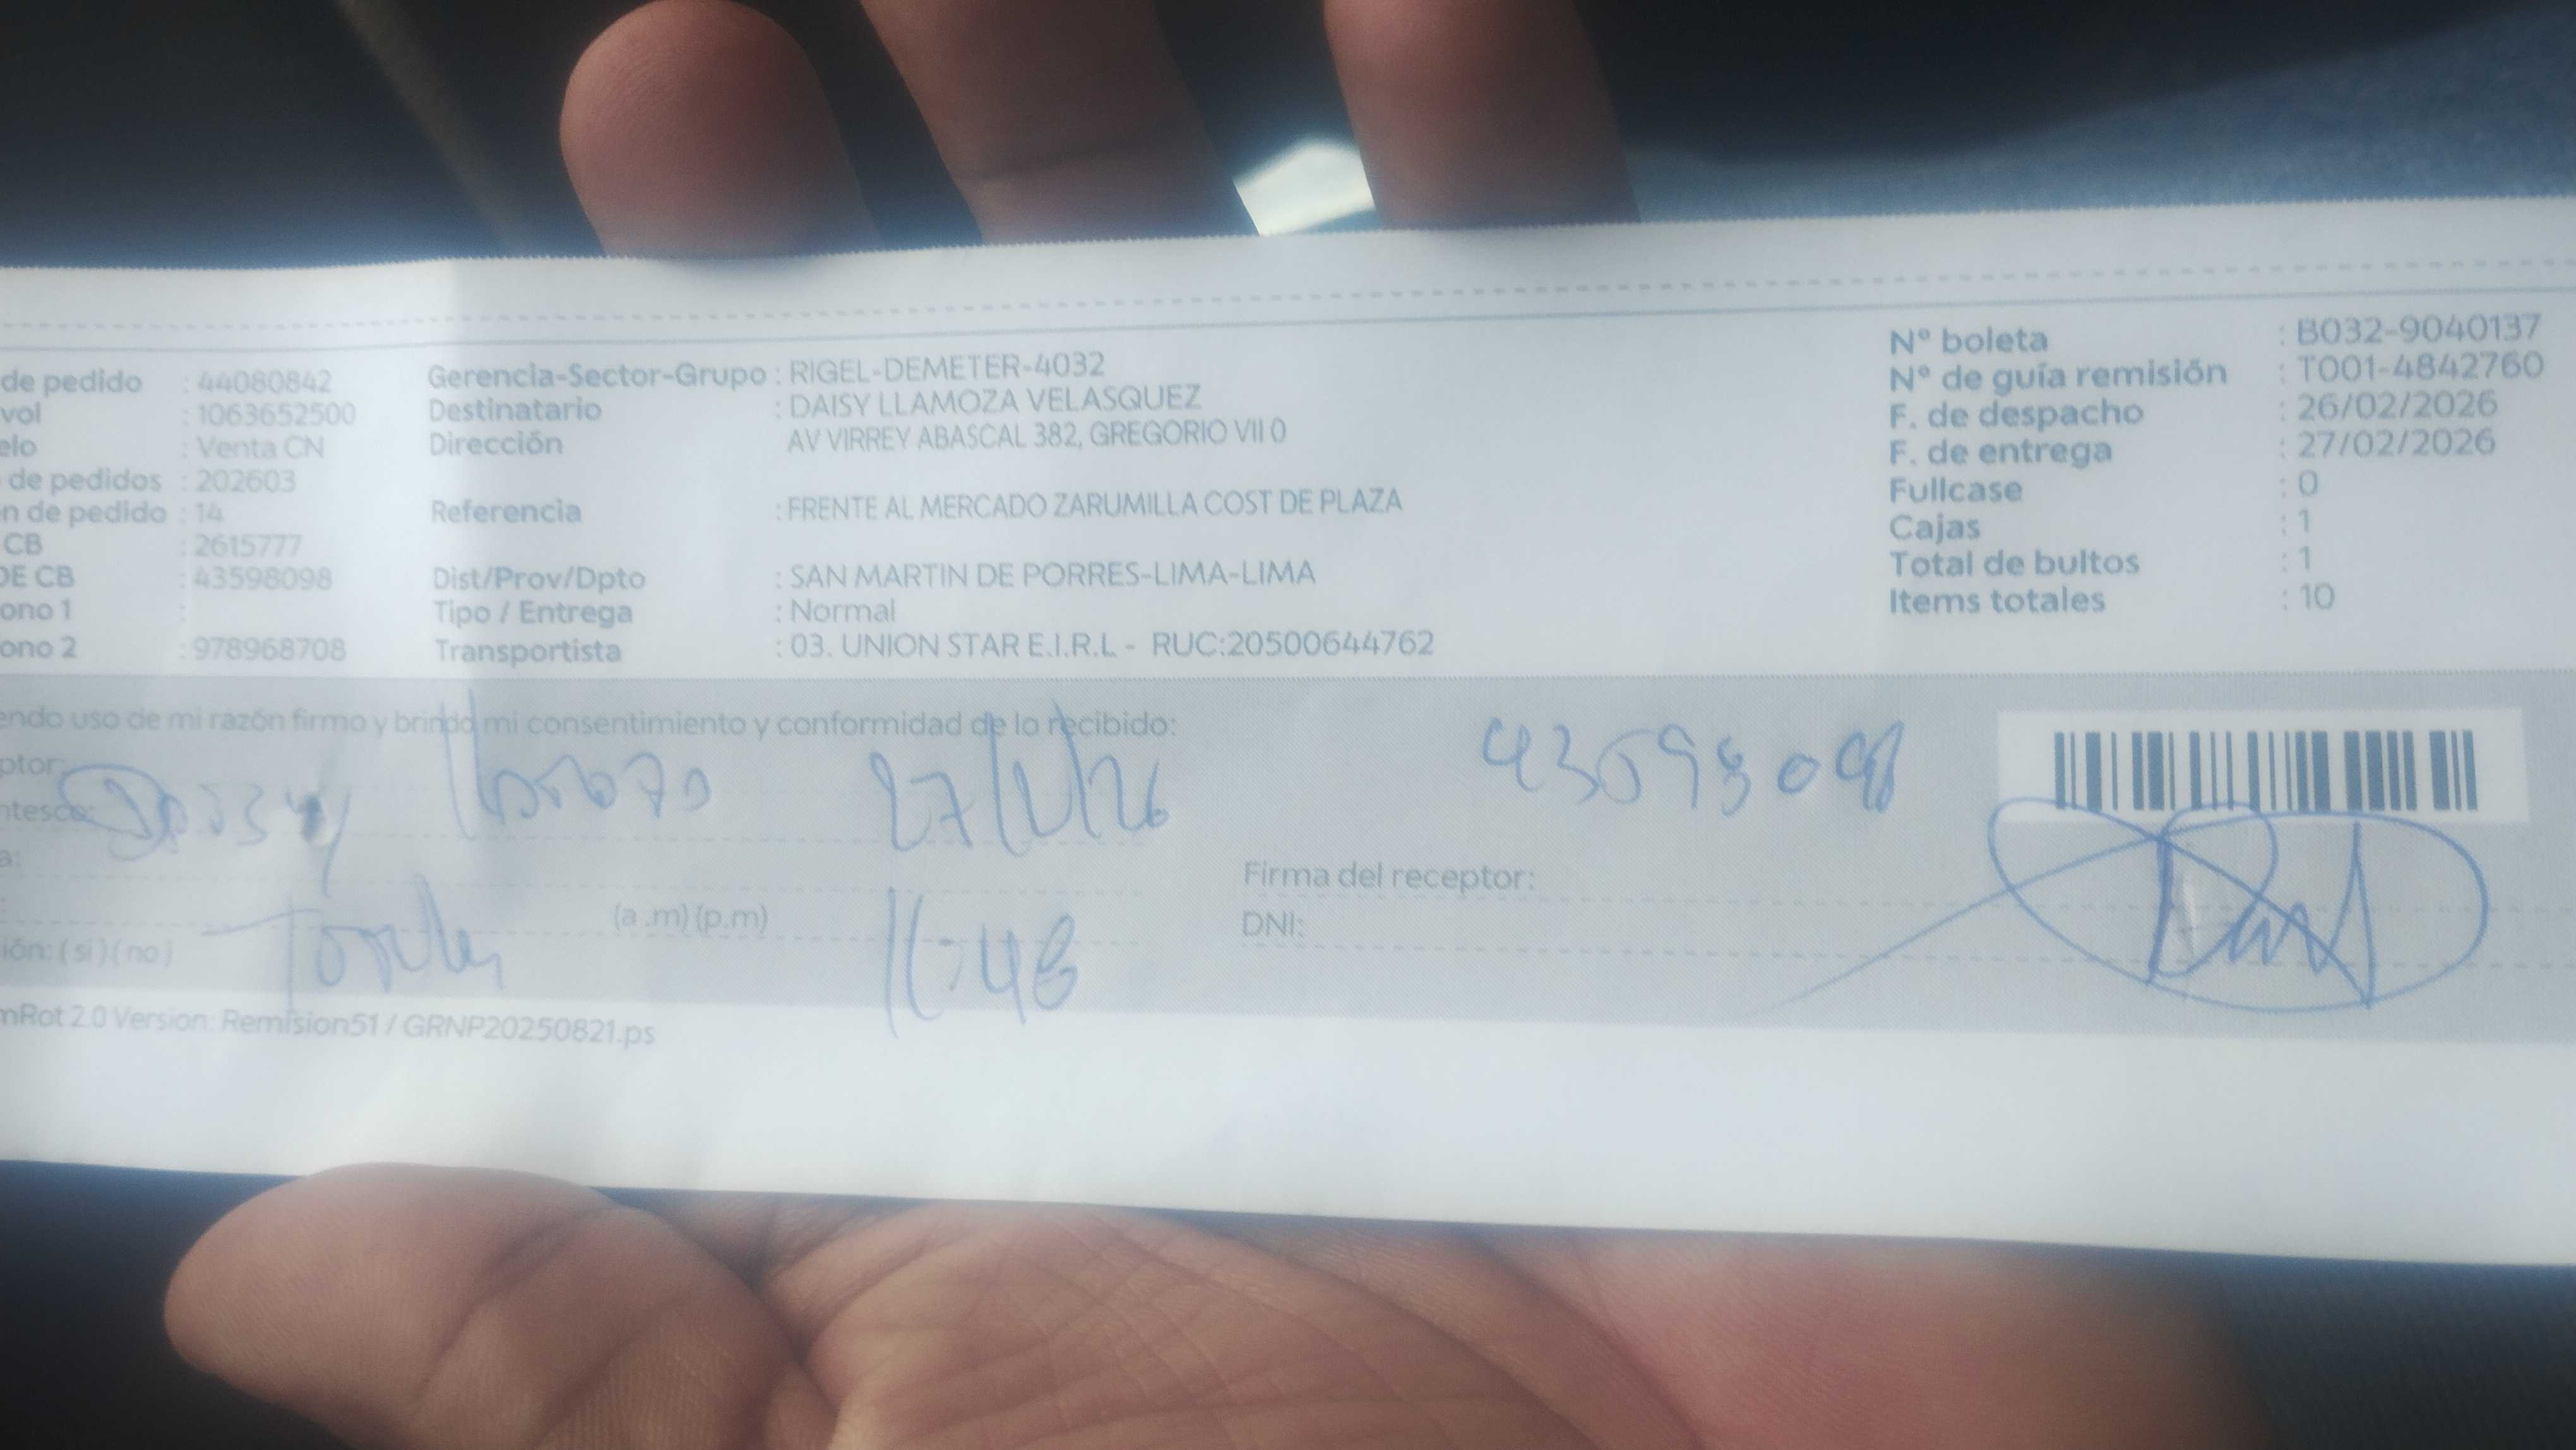 de pedido : 44080842 Gerencia-Sector-Grupo : RIGEL-DEMETER-4032 Nº boleta : B032-9040137
vol : 1063652500 Destinatario : DAISY LLAMOZA VELASQUEZ Nº de guía remisión : T001-4842760
elo : Venta CN Dirección AV VIRREY ABASCAL 382, GREGORIO VII 0 F. de despacho : 26/02/2026
de pedidos : 202603 F. de entrega : 27/02/2026
n de pedido : 14 Referencia : FRENTE AL MERCADO ZARUMILLA COST DE PLAZA Fullcase : 0
CB : 2615777 Cajas : 1
DE CB : 43598098 Dist/Prov/Dpto : SAN MARTIN DE PORRES-LIMA-LIMA Total de bultos : 1
ono 1 : Tipo / Entrega : Normal Items totales : 10
ono 2 : 978968708 Transportista : 03. UNION STAR E.I.R.L - RUC:20500644762
endo uso de mi razón firmo y brindo mi consentimiento y conformidad de lo recibido:
ptor: 43598098
ntesco:
a: Firma del receptor:
: (a .m) (p.m) 11:48 DNI:
ión: ( si ) ( no ) Titular
mRot 2.0 Version: Remision51 / GRNP20250821.ps